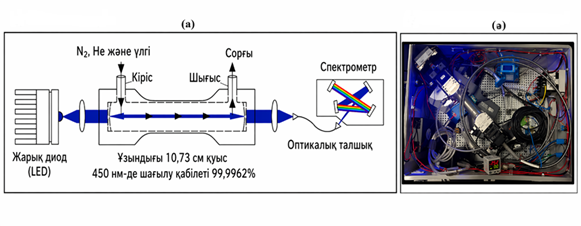 (а)
(ә)
N₂, He және үлгі
Сорғы
Кіріс
Шығыс
Спектрометр
Жарық диод
(LED)
Ұзындығы 10,73 см қуыс
450 нм-де шағылу қабілеті 99,9962%
Оптикалық талшық